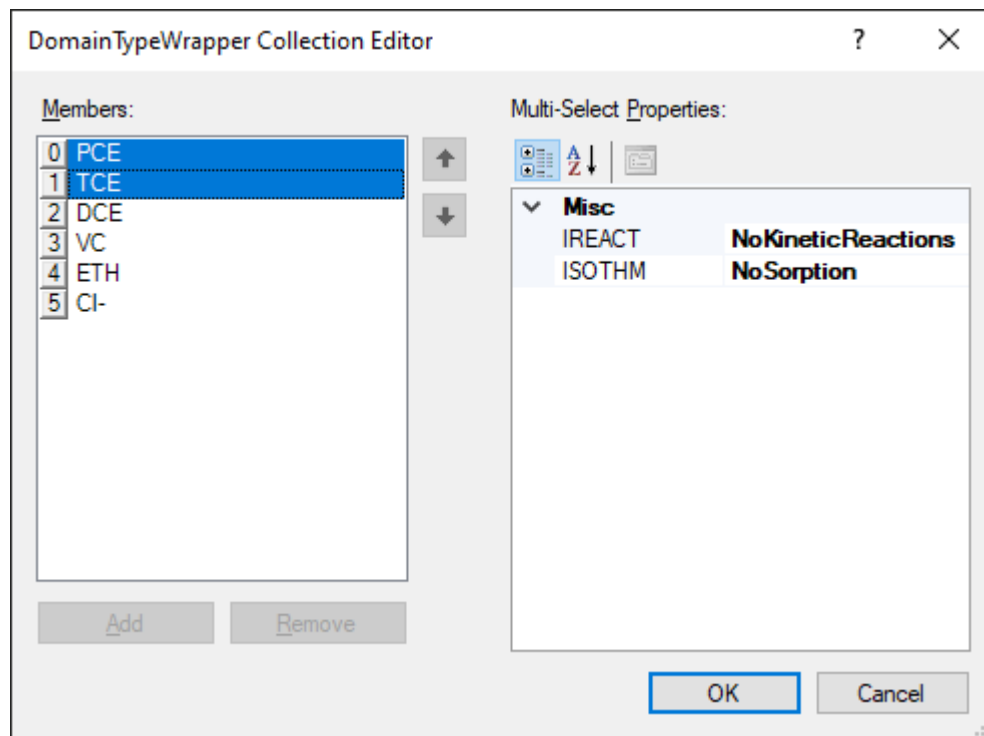 DomainTypeWrapper Collection Editor
?
Members:
Multi-Select Properties:
0 PCE
1 TCE
2 DCE
3 VC
4 ETH
5 Cl-
A
Z
Misc
IREACT NoKineticReactions
ISOTHM NoSorption
Add
Remove
OK
Cancel